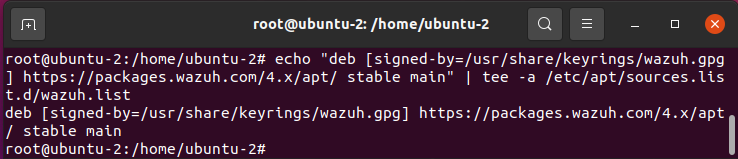 root@ubuntu-2: /home/ubuntu-2
root@ubuntu-2:/home/ubuntu-2# echo "deb [signed-by=/usr/share/keyrings/wazuh.gpg
] https://packages.wazuh.com/4.x/apt/ stable main" | tee -a /etc/apt/sources.lis
t.d/wazuh.list
deb [signed-by=/usr/share/keyrings/wazuh.gpg] https://packages.wazuh.com/4.x/apt
/ stable main
root@ubuntu-2:/home/ubuntu-2#